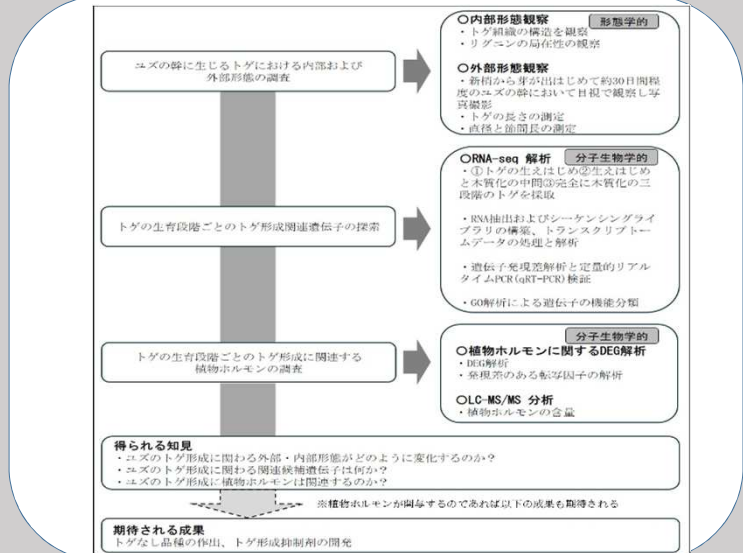 ユズの幹に生じるトゲにおける内部および
外部形態の調査
〇内部形態観察
形態学的
・トゲ組織の構造を観察
・リグニンの局在性の観察
〇外部形態観察
・新梢から芽が出はじめて約30日間程
度のユズの幹において目視で観察し写
真撮影
・トゲの長さの測定
・直径と節間長の測定
トゲの生育段階ごとのトゲ形成関連遺伝子の探索
〇RNA-seq 解析
分子生物学的
・①トゲの生えはじめ②生えはじめ
と木質化の中間③完全に木質化の三
段階のトゲを採取
・RNA抽出およびシーケンシングライ
ブラリの構築、トランスクリプトー
ムデータの処理と解析
・遺伝子発現差解析と定量的リアル
タイムPCR(qRT-PCR)検証
・GO解析による遺伝子の機能分類
トゲの生育段階ごとのトゲ形成に関連する
植物ホルモンの調査
分子生物学的
〇植物ホルモンに関するDEG解析
・DEG解析
・発現差のある転写因子の解析
〇LC-MS/MS 分析
・植物ホルモンの含量
得られる知見
・ユズのトゲ形成に関わる外部・内部形態がどのように変化するのか?
・ユズのトゲ形成に関わる関連候補遺伝子は何か?
・ユズのトゲ形成に植物ホルモンは関連するのか?
※植物ホルモンが関与するのであれば以下の成果も期待される
期待される成果
トゲなし品種の作出、トゲ形成抑制剤の開発